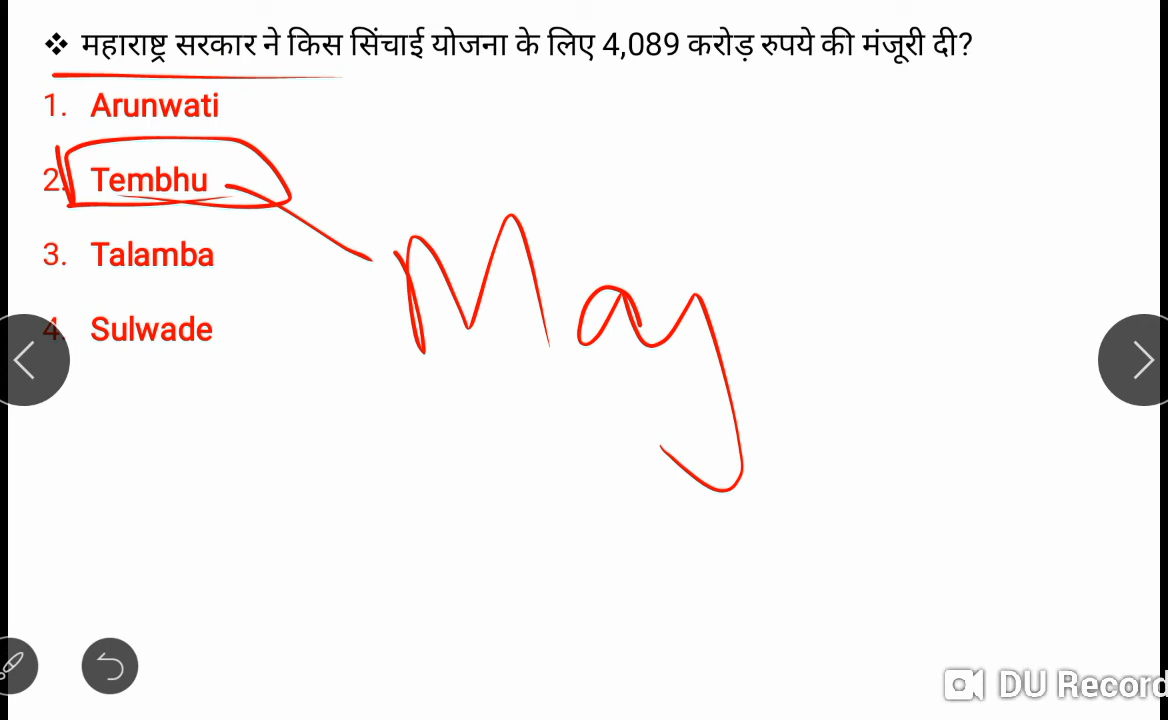 ❖ महाराष्ट्र सरकार ने किस सिंचाई योजना के लिए 4,089 करोड़ रुपये की मंजूरी दी?
1. Arunwati
2. Tembhu
3. Talamba
4. Sulwade
May
DU Record